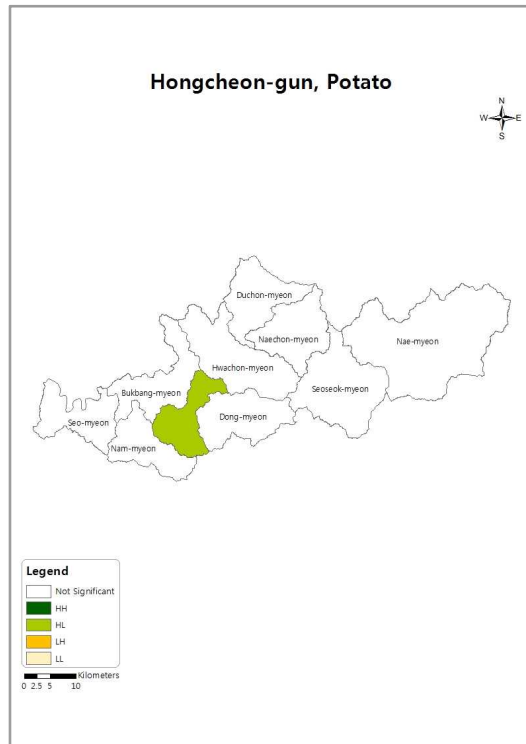 Hongcheon-gun, Potato
N
W E
S
Duchon-myeon
Naechon-myeon
Nae-myeon
Hwachon-myeon
Seoseok-myeon
Bukbang-myeon
Dong-myeon
Seo-myeon
Nam-myeon
Legend
Not Significant
HH
HL
LH
LL
Kilometers
0 2.5 5 10